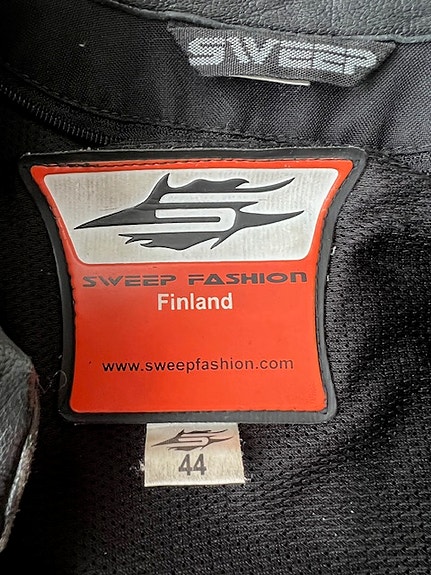 SWEEP
S
SWEEP FASHION
Finland
www.sweepfashion.com
S
44